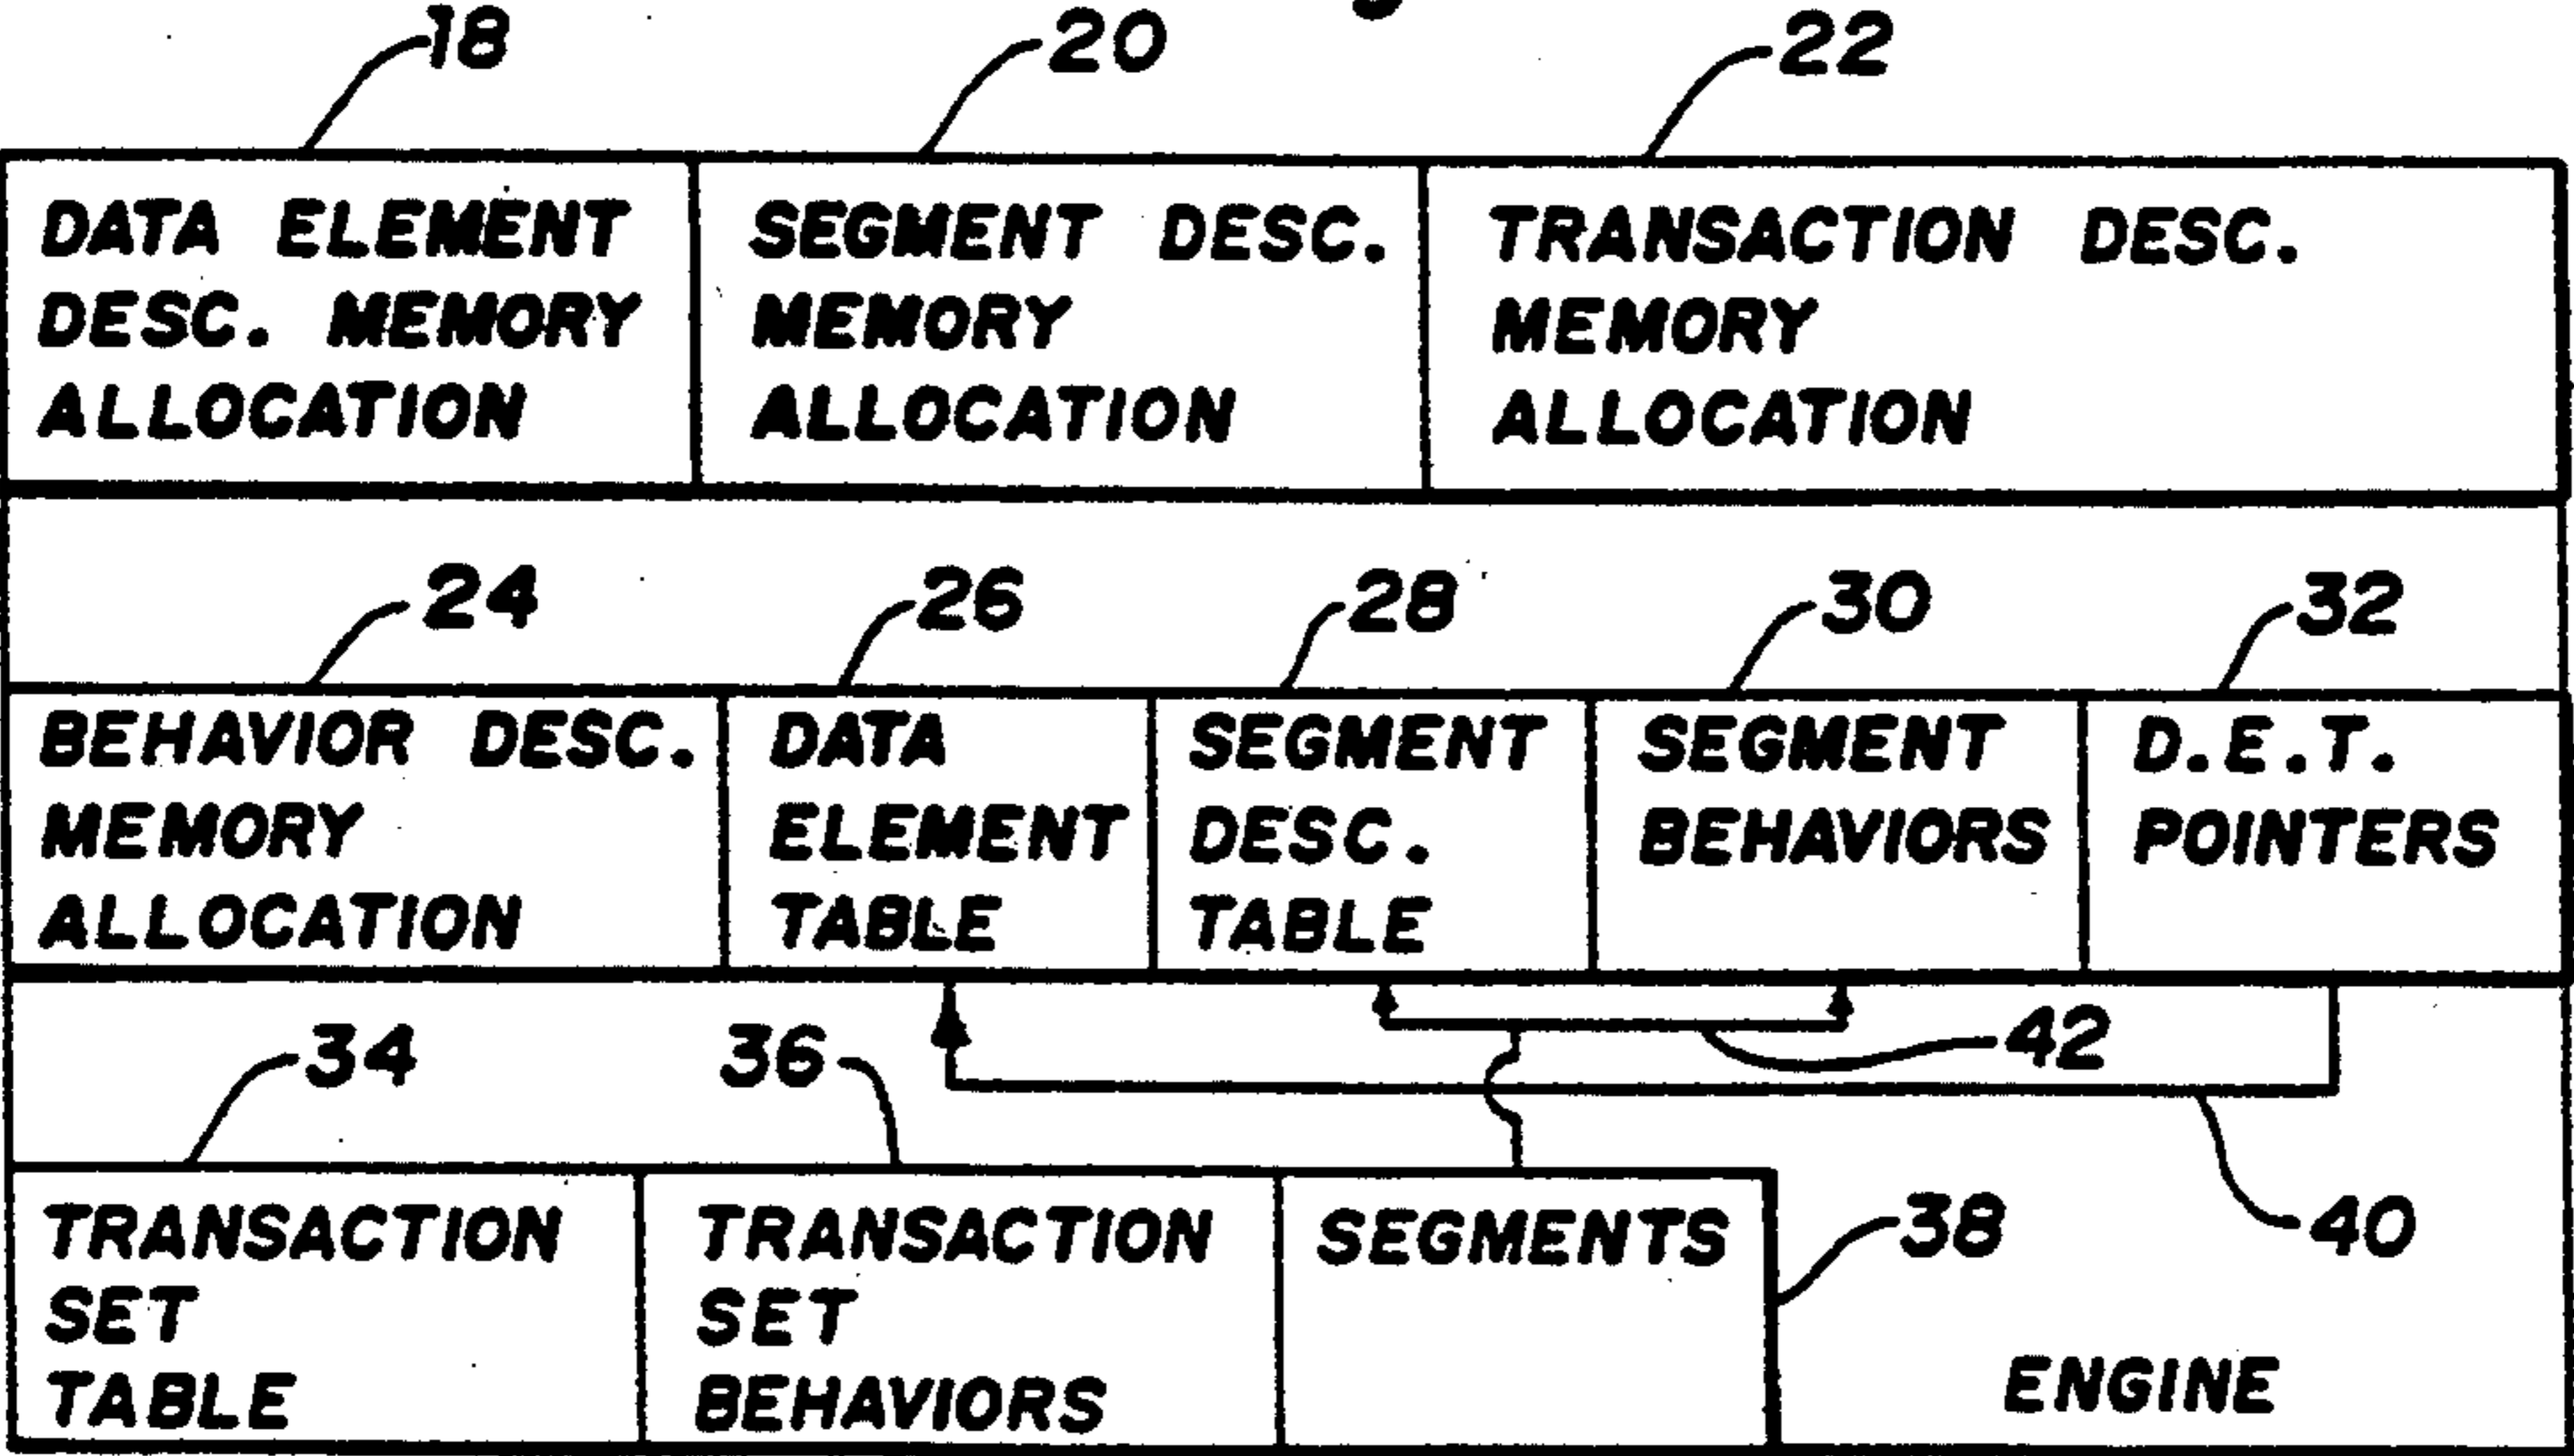 18
20
22
DATA ELEMENT
DESC. MEMORY
ALLOCATION
SEGMENT DESC.
MEMORY
ALLOCATION
TRANSACTION DESC.
MEMORY
ALLOCATION
24
26
28
30
32
BEHAVIOR DESC.
MEMORY
ALLOCATION
DATA
ELEMENT
TABLE
SEGMENT
DESC.
TABLE
SEGMENT
BEHAVIORS
D.E.T.
POINTERS
34
36
42
TRANSACTION
SET
TABLE
TRANSACTION
SET
BEHAVIORS
SEGMENTS
38
40
ENGINE